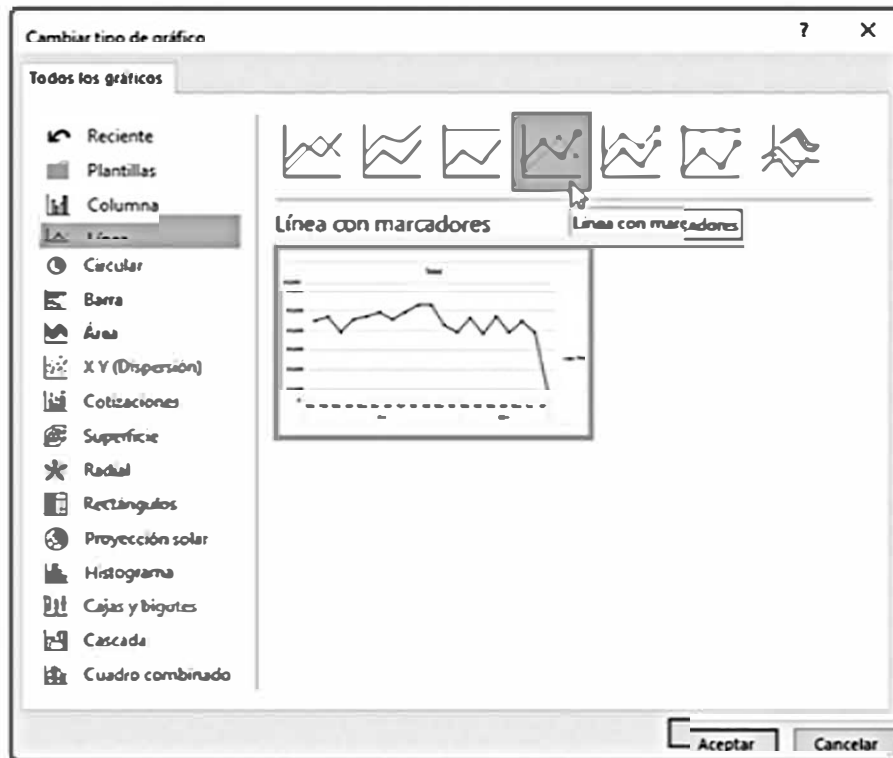 Cambiar tipo de gráfico
? X
Todos los gráficos
Reciente
Plantillas
Columna
Línea
Circular
Barra
Área
X Y (Dispersión)
Cotizaciones
Superficie
Radial
Rectángulos
Proyección solar
Histograma
Cajas y bigotes
Cascada
Cuadro combinado
Línea con marcadores
Línea con marcadores
Aceptar
Cancelar